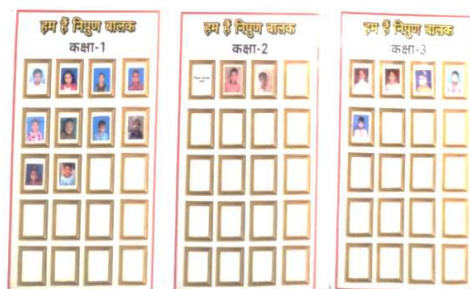 हम हैं निपुण बालक
कक्षा-1
हम हैं निपुण बालक
कक्षा-2
हम हैं निपुण बालक
कक्षा-3